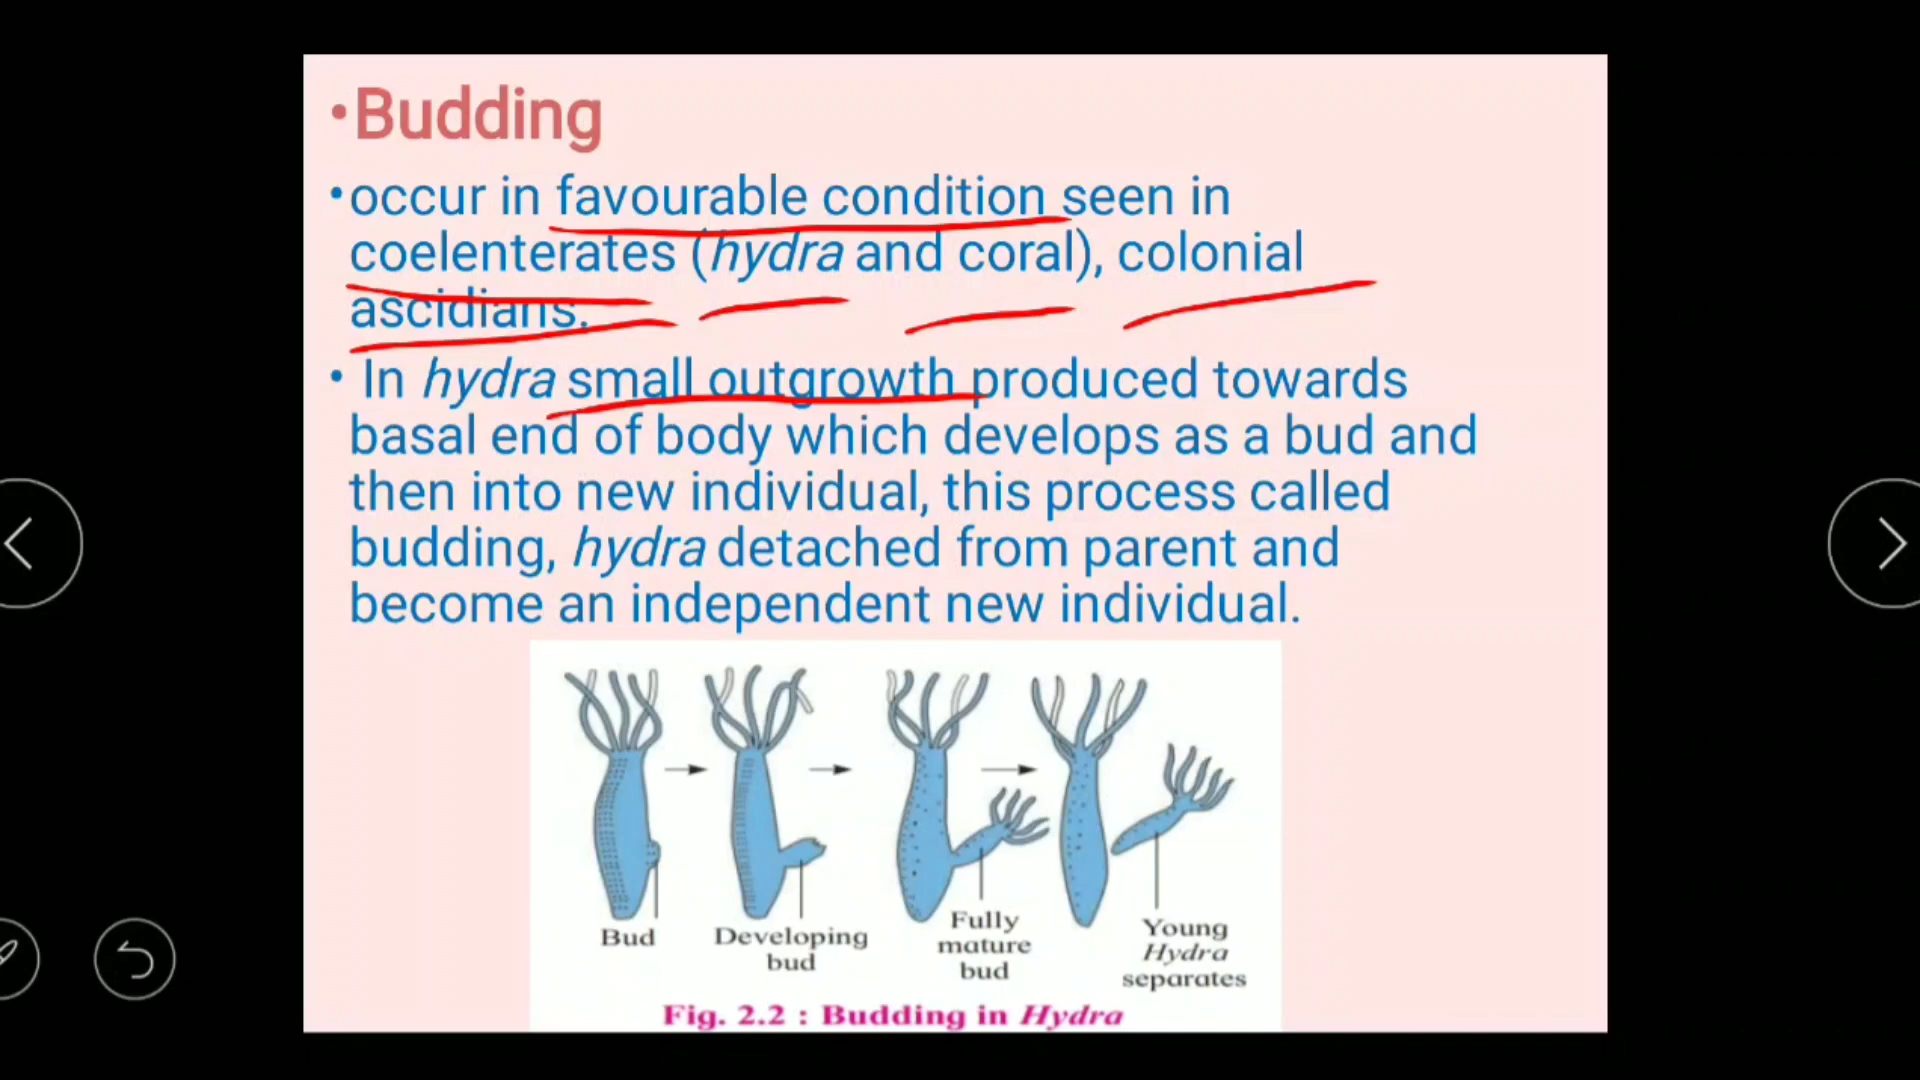 •Budding
•occur in favourable condition seen in
coelenterates (hydra and coral), colonial
ascidians.
• In hydra small outgrowth produced towards
basal end of body which develops as a bud and
then into new individual, this process called
budding, hydra detached from parent and
become an independent new individual.
Bud
Developing
bud
Fully
mature
bud
Young
Hydra
separates
Fig. 2.2 : Budding in Hydra